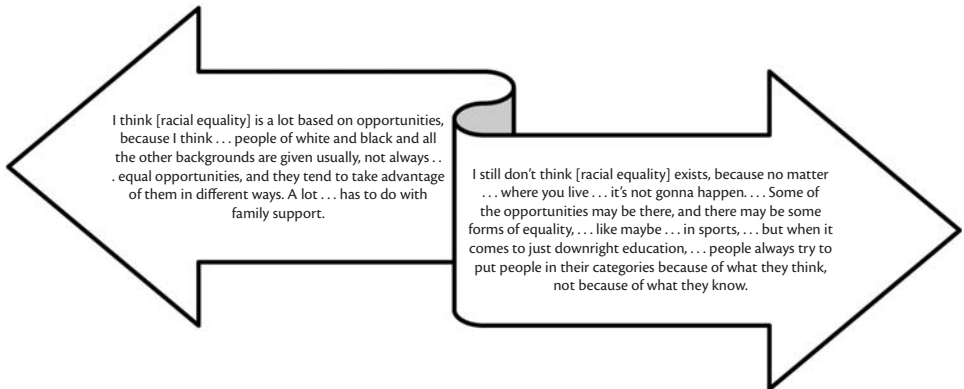 I think [racial equality] is a lot based on opportunities,
because I think . . . people of white and black and all
the other backgrounds are given usually, not always . .
. equal opportunities, and they tend to take advantage
of them in different ways. A lot . . . has to do with
family support.
I still don't think [racial equality] exists, because no matter
. . . where you live . . . it's not gonna happen. . . . Some of
the opportunities may be there, and there may be some
forms of equality, . . . like maybe . . . in sports, . . . but when it
comes to just downright education, . . . people always try to
put people in their categories because of what they think,
not because of what they know.